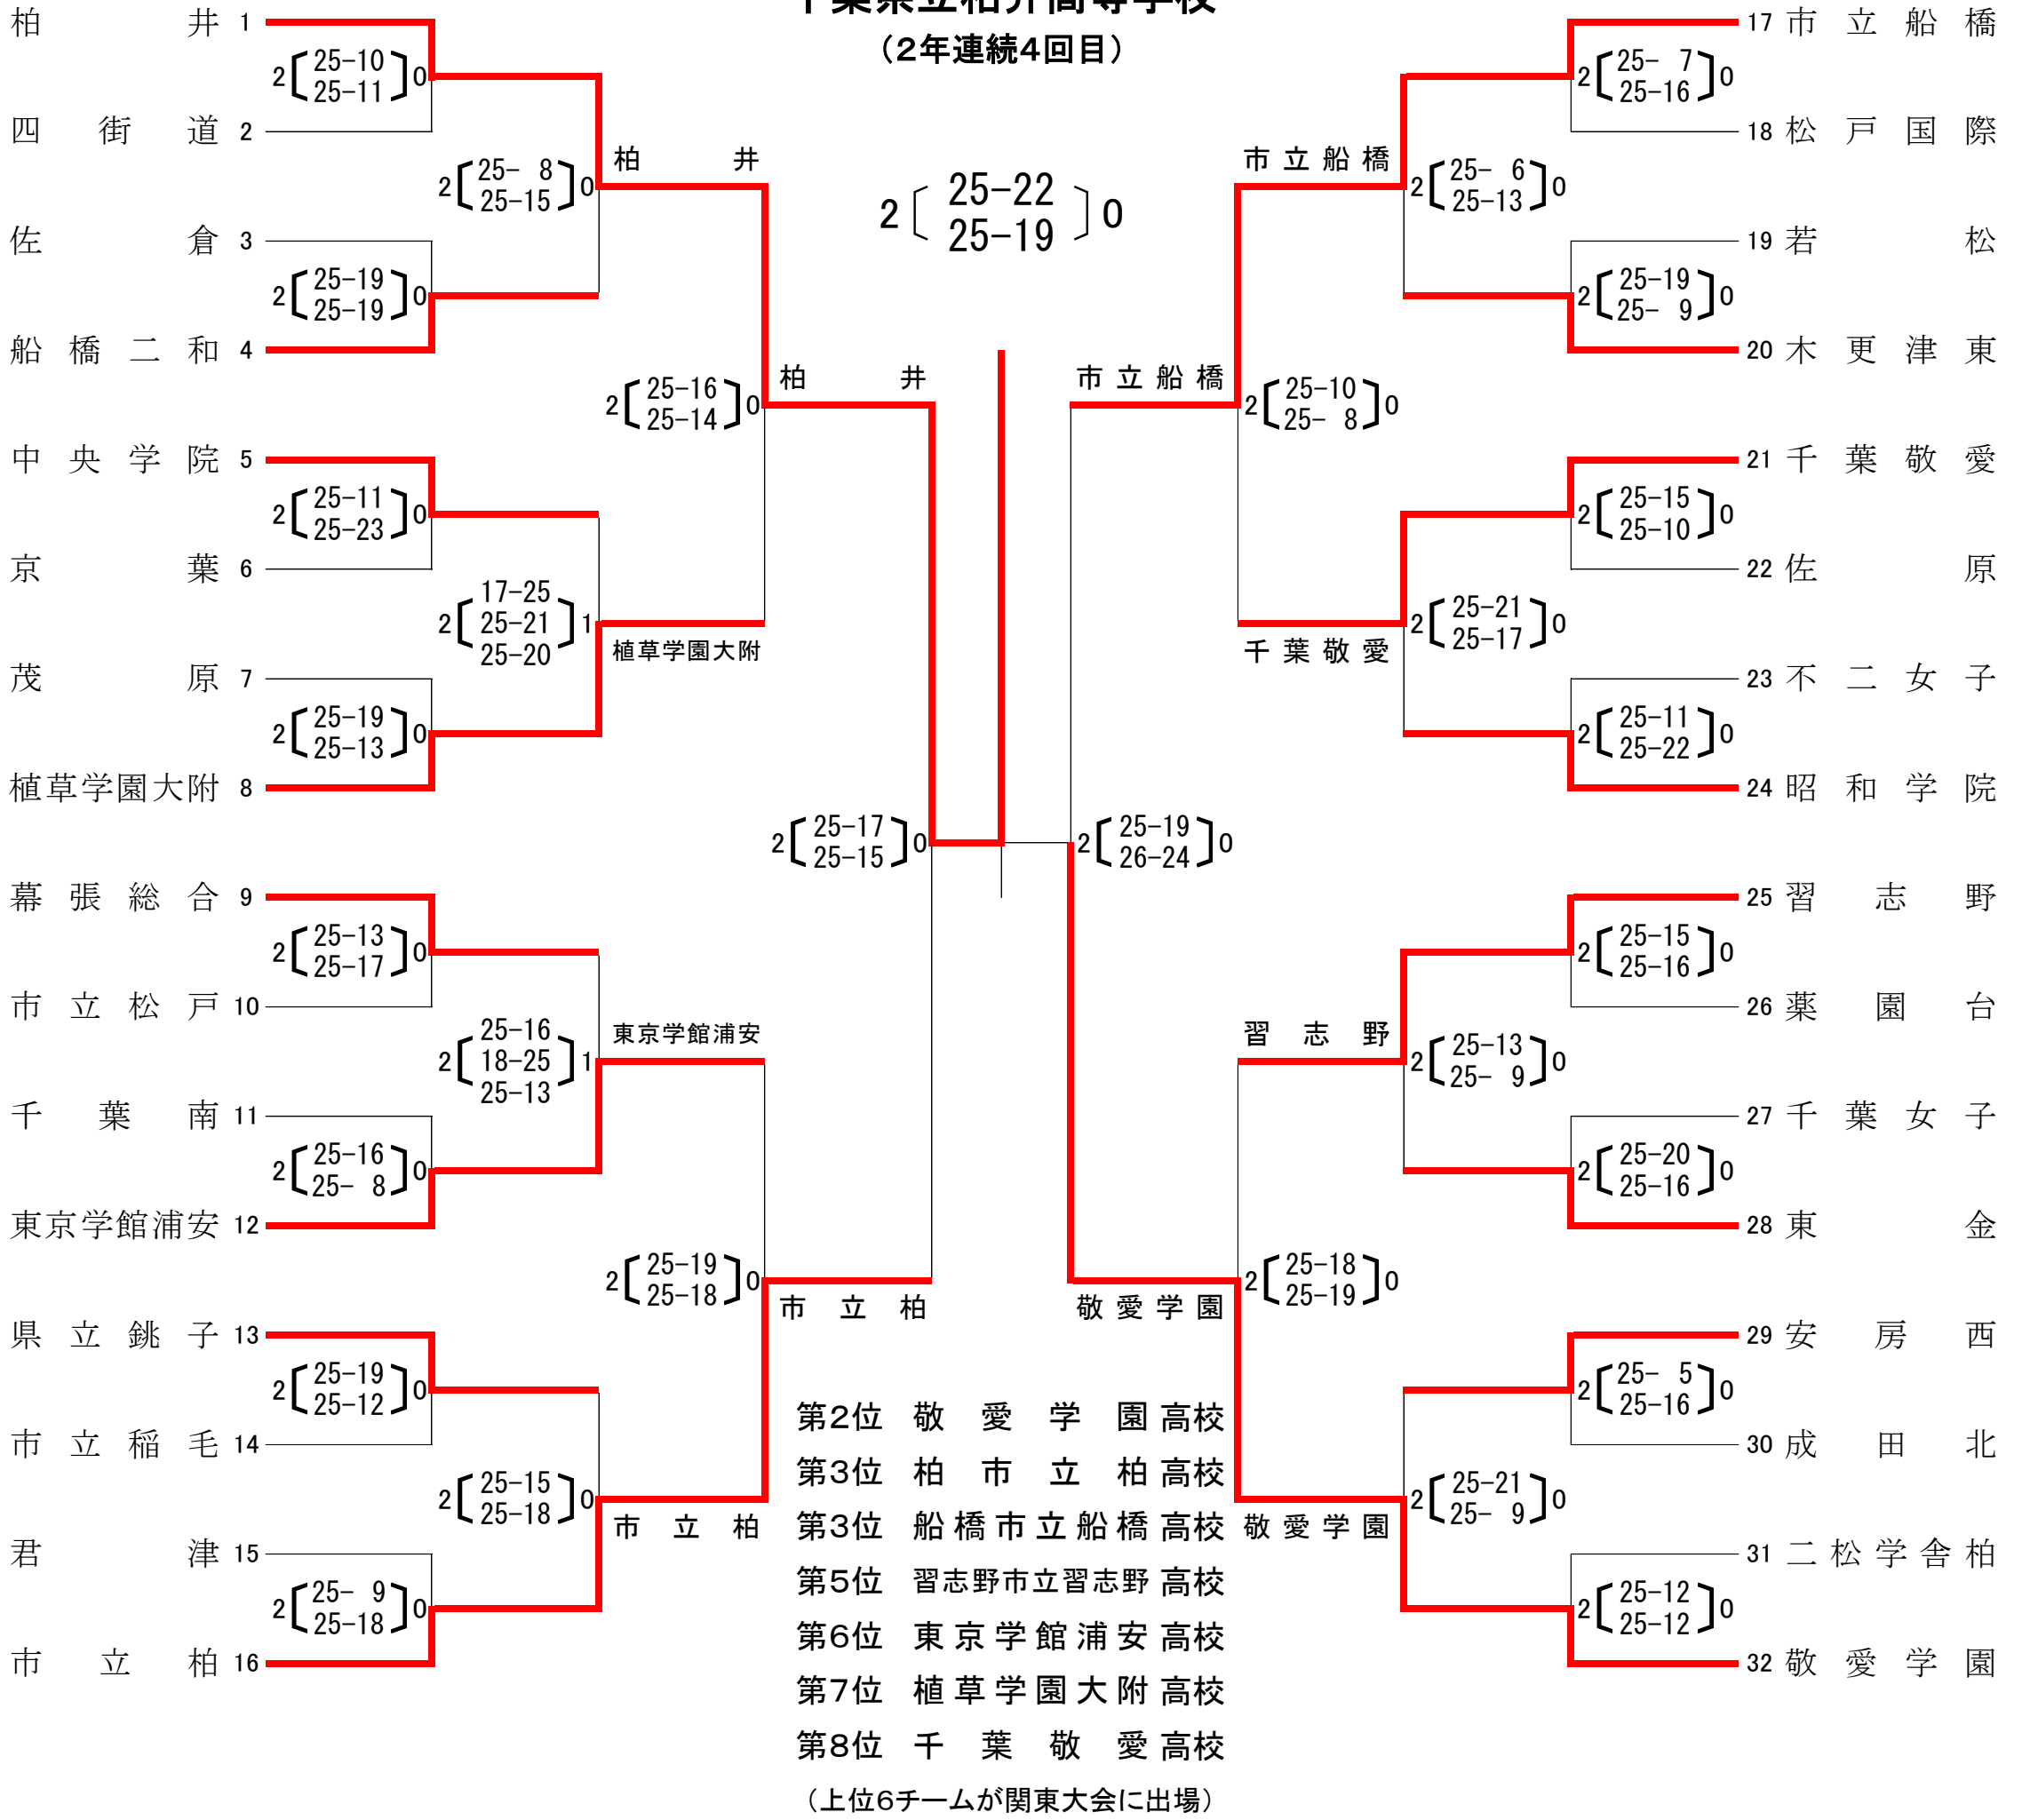 千葉県立柏井高等学校
（2年連続4回目）
2 25-22 0
25-19
柏井 1
2 25-10 0
25-11
四街道 2
2 25- 8 0
25-15
柏井
佐倉 3
2 25-19 0
25-19
船橋二和 4
2 25-16 0
25-14
柏井
中央学院 5
2 25-11 0
25-23
京葉 6
2 17-25 1
25-21
25-20
植草学園大附
茂原 7
2 25-19 0
25-13
植草学園大附 8
2 25-17 0
25-15
幕張総合 9
2 25-13 0
25-17
市立松戸 10
2 25-16 1
18-25
25-13
東京学館浦安
千葉南 11
2 25-16 0
25- 8
東京学館浦安 12
2 25-19 0
25-18
市立柏
県立銚子 13
2 25-19 0
25-12
市立稲毛 14
2 25-15 0
25-18
市立柏
君津 15
2 25- 9 0
25-18
市立柏 16
17 市立船橋
2 25- 7 0
25-16
18 松戸国際
市立船橋
2 25- 6 0
25-13
19 若松
2 25-19 0
25- 9
20 木更津東
市立船橋
2 25-10 0
25- 8
21 千葉敬愛
2 25-15 0
25-10
22 佐原
千葉敬愛
2 25-21 0
25-17
23 不二女子
2 25-11 0
25-22
24 昭和学院
2 25-19 0
26-24
25 習志野
2 25-15 0
25-16
26 薬園台
習志野
2 25-13 0
25- 9
27 千葉女子
2 25-20 0
25-16
28 東金
敬愛学園
2 25-18 0
25-19
29 安房西
2 25- 5 0
25-16
30 成田北
敬愛学園
2 25-21 0
25- 9
31 二松学舎柏
2 25-12 0
25-12
32 敬愛学園
第2位 敬愛学園高校
第3位 柏市立柏高校
第3位 船橋市立船橋高校
第5位 習志野市立習志野高校
第6位 東京学館浦安高校
第7位 植草学園大附高校
第8位 千葉敬愛高校
（上位6チームが関東大会に出場）